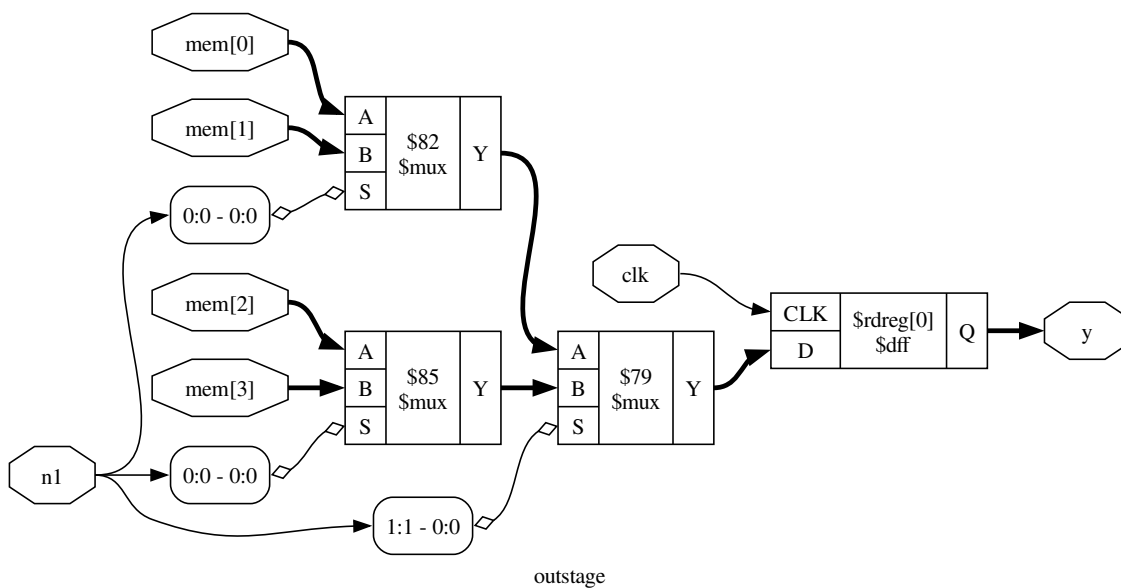 mem[0]
mem[1]
A
B
S
$82
$mux
Y
0:0 - 0:0
mem[2]
mem[3]
A
B
S
$85
$mux
Y
n1
0:0 - 0:0
1:1 - 0:0
A
B
S
$79
$mux
Y
clk
CLK
D
$rdreg[0]
$dff
Q
y
outstage